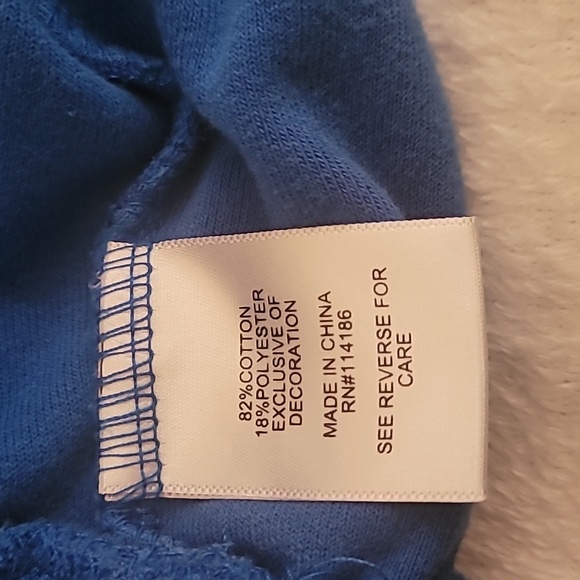 82%COTTON
18%POLYESTER
EXCLUSIVE OF
DECORATION
MADE IN CHINA
RN#114186
SEE REVERSE FOR
CARE